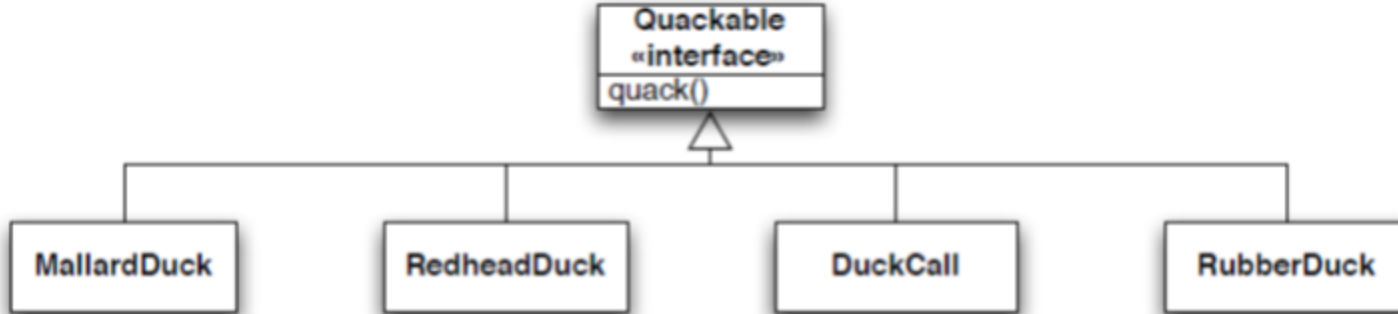 Quackable
«interface»
quack()
MallardDuck
RedheadDuck
DuckCall
RubberDuck